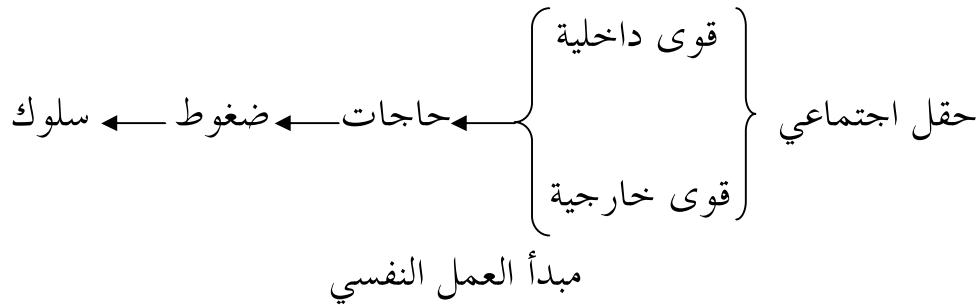 قوى داخلية
حقل اجتماعي
حاجات
ضغوط
سلوك
قوى خارجية
مبدأ العمل النفسي